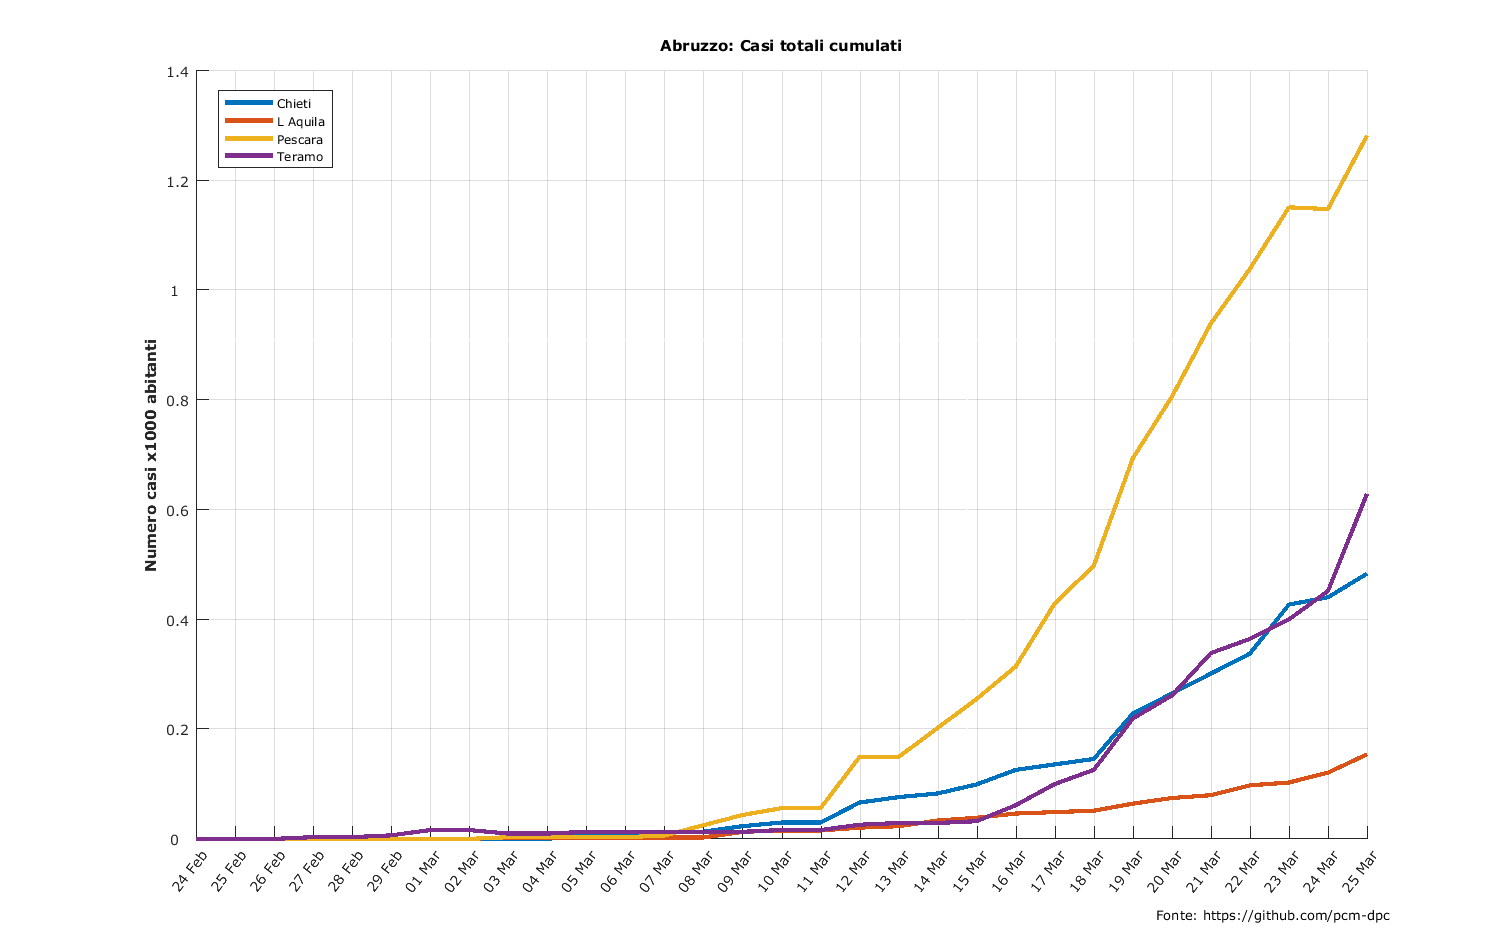 Abruzzo: Casi totali cumulati
Chieti
L Aquila
Pescara
Teramo
Numero casi x1000 abitanti
1.4
1.2
1
0.8
0.6
0.4
0.2
0
24 Feb
25 Feb
26 Feb
27 Feb
28 Feb
29 Feb
01 Mar
02 Mar
03 Mar
04 Mar
05 Mar
06 Mar
07 Mar
08 Mar
09 Mar
10 Mar
11 Mar
12 Mar
13 Mar
14 Mar
15 Mar
16 Mar
17 Mar
18 Mar
19 Mar
20 Mar
21 Mar
22 Mar
23 Mar
24 Mar
25 Mar
Fonte: https://github.com/pcm-dpc